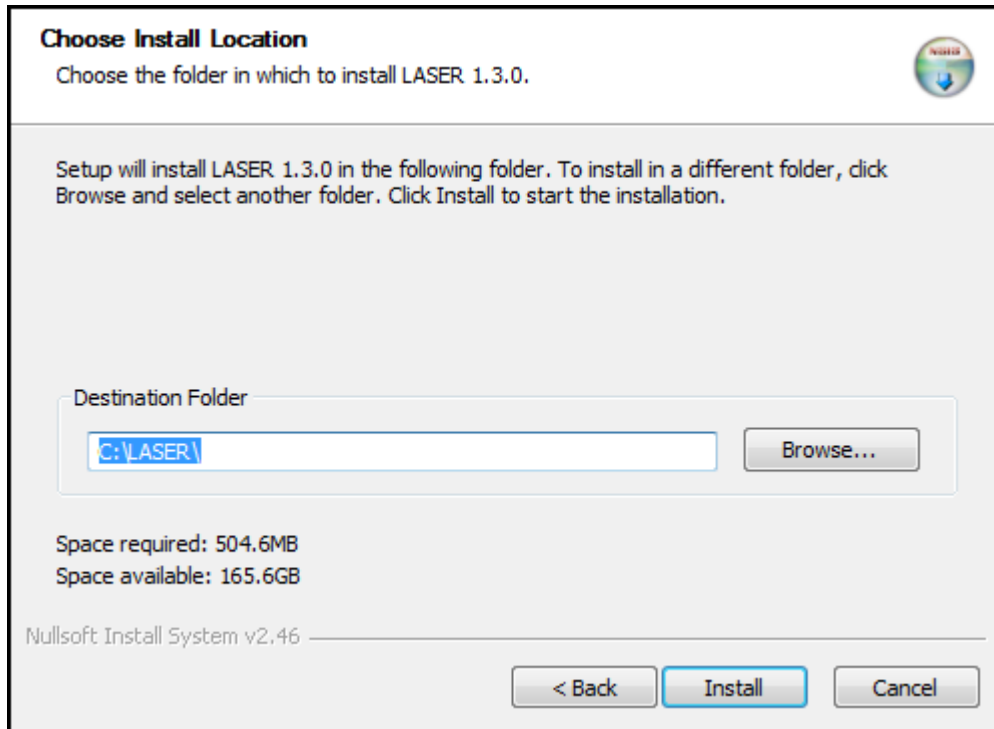 Choose Install Location
Choose the folder in which to install LASER 1.3.0.
NSIS
Setup will install LASER 1.3.0 in the following folder. To install in a different folder, click
Browse and select another folder. Click Install to start the installation.
Destination Folder
C:\LASER\
Browse...
Space required: 504.6MB
Space available: 165.6GB
Nullsoft Install System v2.46
< Back
Install
Cancel